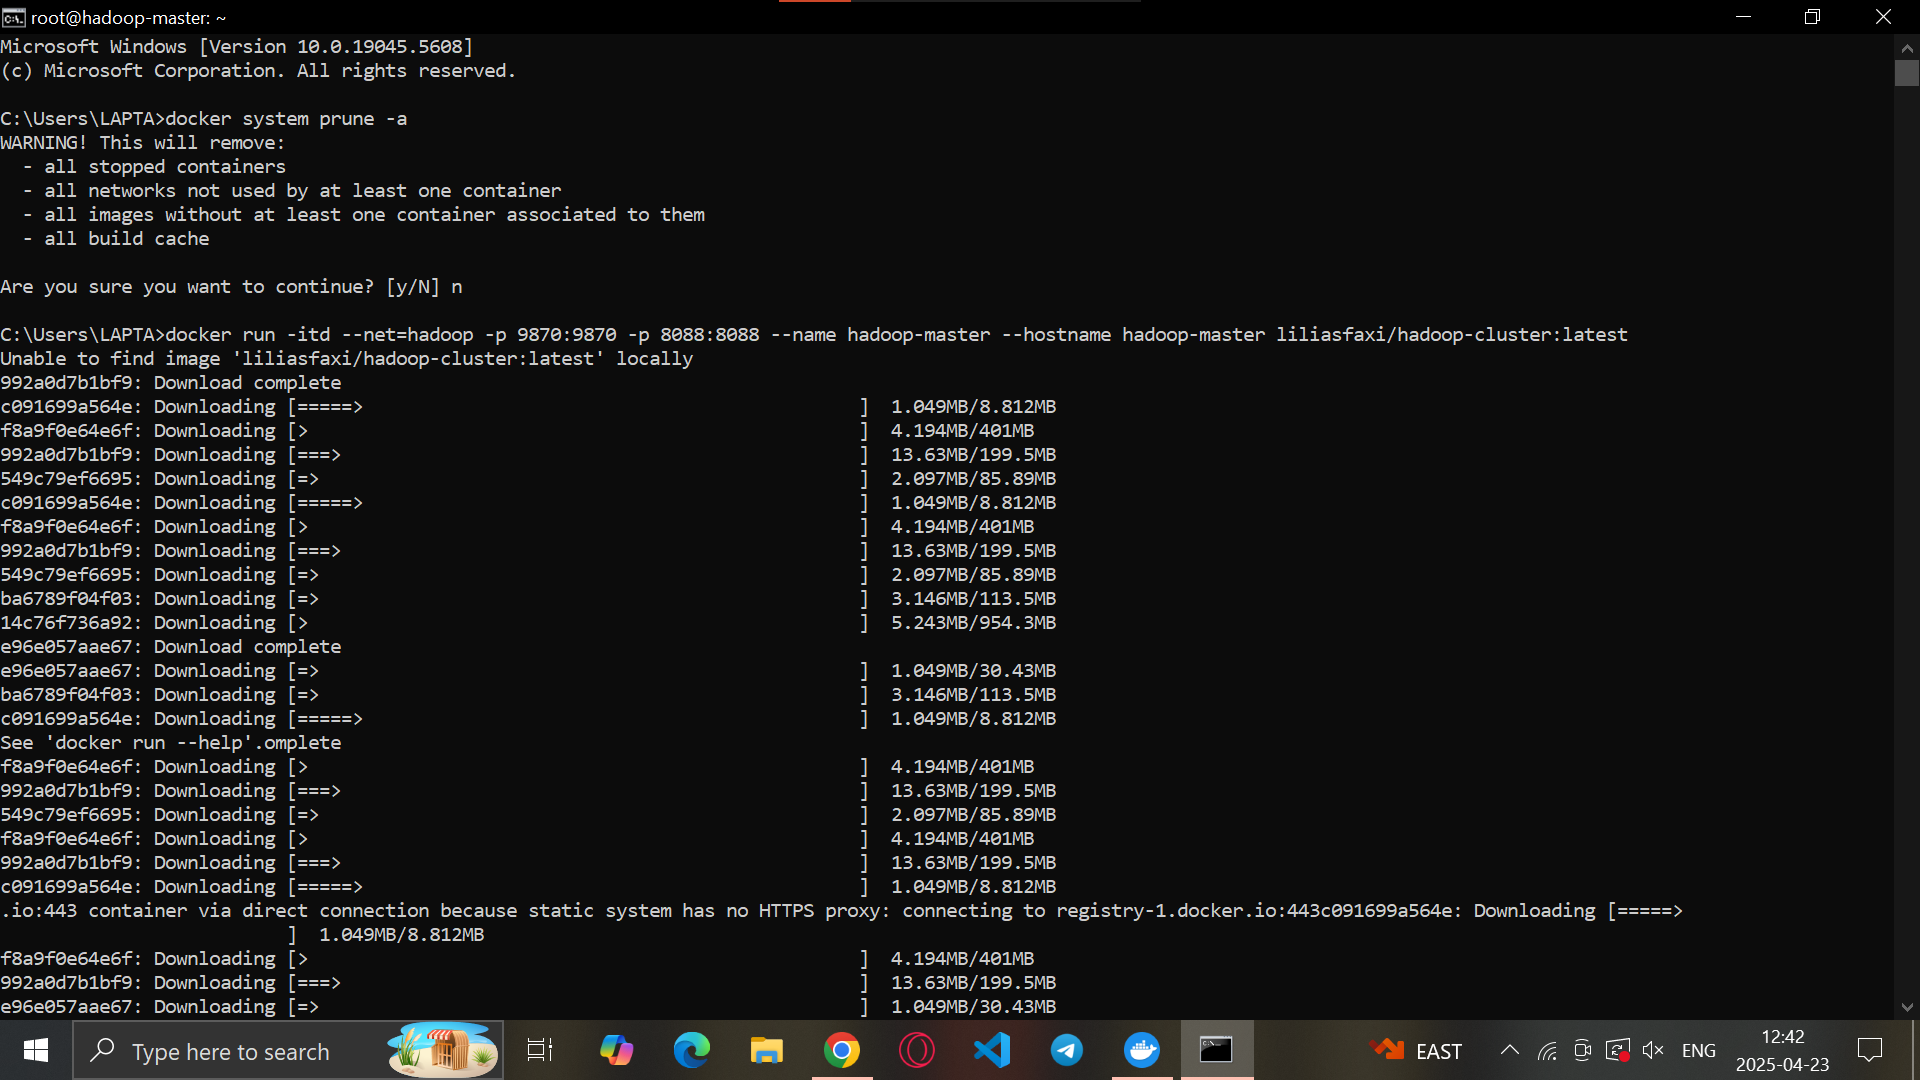 root@hadoop-master: ~
Microsoft Windows [Version 10.0.19045.5608]
(c) Microsoft Corporation. All rights reserved.
C:\Users\LAPTA>docker system prune -a
WARNING! This will remove:
- all stopped containers
- all networks not used by at least one container
- all images without at least one container associated to them
- all build cache
Are you sure you want to continue? [y/N] n
C:\Users\LAPTA>docker run -itd --net=hadoop -p 9870:9870 -p 8088:8088 --name hadoop-master --hostname hadoop-master liliasfaxi/hadoop-cluster:latest
Unable to find image 'liliasfaxi/hadoop-cluster:latest' locally
992a0d7b1bf9: Download complete
c091699a564e: Downloading [=====> ] 1.049MB/8.812MB
f8a9f0e64e6f: Downloading [> ] 4.194MB/401MB
992a0d7b1bf9: Downloading [===> ] 13.63MB/199.5MB
549c79ef6695: Downloading [=> ] 2.097MB/85.89MB
c091699a564e: Downloading [=====> ] 1.049MB/8.812MB
f8a9f0e64e6f: Downloading [> ] 4.194MB/401MB
992a0d7b1bf9: Downloading [===> ] 13.63MB/199.5MB
549c79ef6695: Downloading [=> ] 2.097MB/85.89MB
ba6789f04f03: Downloading [=> ] 3.146MB/113.5MB
14c76f736a92: Downloading [> ] 5.243MB/954.3MB
e96e057aae67: Download complete
e96e057aae67: Downloading [=> ] 1.049MB/30.43MB
ba6789f04f03: Downloading [=> ] 3.146MB/113.5MB
c091699a564e: Downloading [=====> ] 1.049MB/8.812MB
See 'docker run --help'.omplete
f8a9f0e64e6f: Downloading [> ] 4.194MB/401MB
992a0d7b1bf9: Downloading [===> ] 13.63MB/199.5MB
549c79ef6695: Downloading [=> ] 2.097MB/85.89MB
f8a9f0e64e6f: Downloading [> ] 4.194MB/401MB
992a0d7b1bf9: Downloading [===> ] 13.63MB/199.5MB
c091699a564e: Downloading [=====> ] 1.049MB/8.812MB
.io:443 container via direct connection because static system has no HTTPS proxy: connecting to registry-1.docker.io:443c091699a564e: Downloading [=====>
] 1.049MB/8.812MB
f8a9f0e64e6f: Downloading [> ] 4.194MB/401MB
992a0d7b1bf9: Downloading [===> ] 13.63MB/199.5MB
e96e057aae67: Downloading [=> ] 1.049MB/30.43MB
Type here to search
EAST
ENG
12:42
2025-04-23